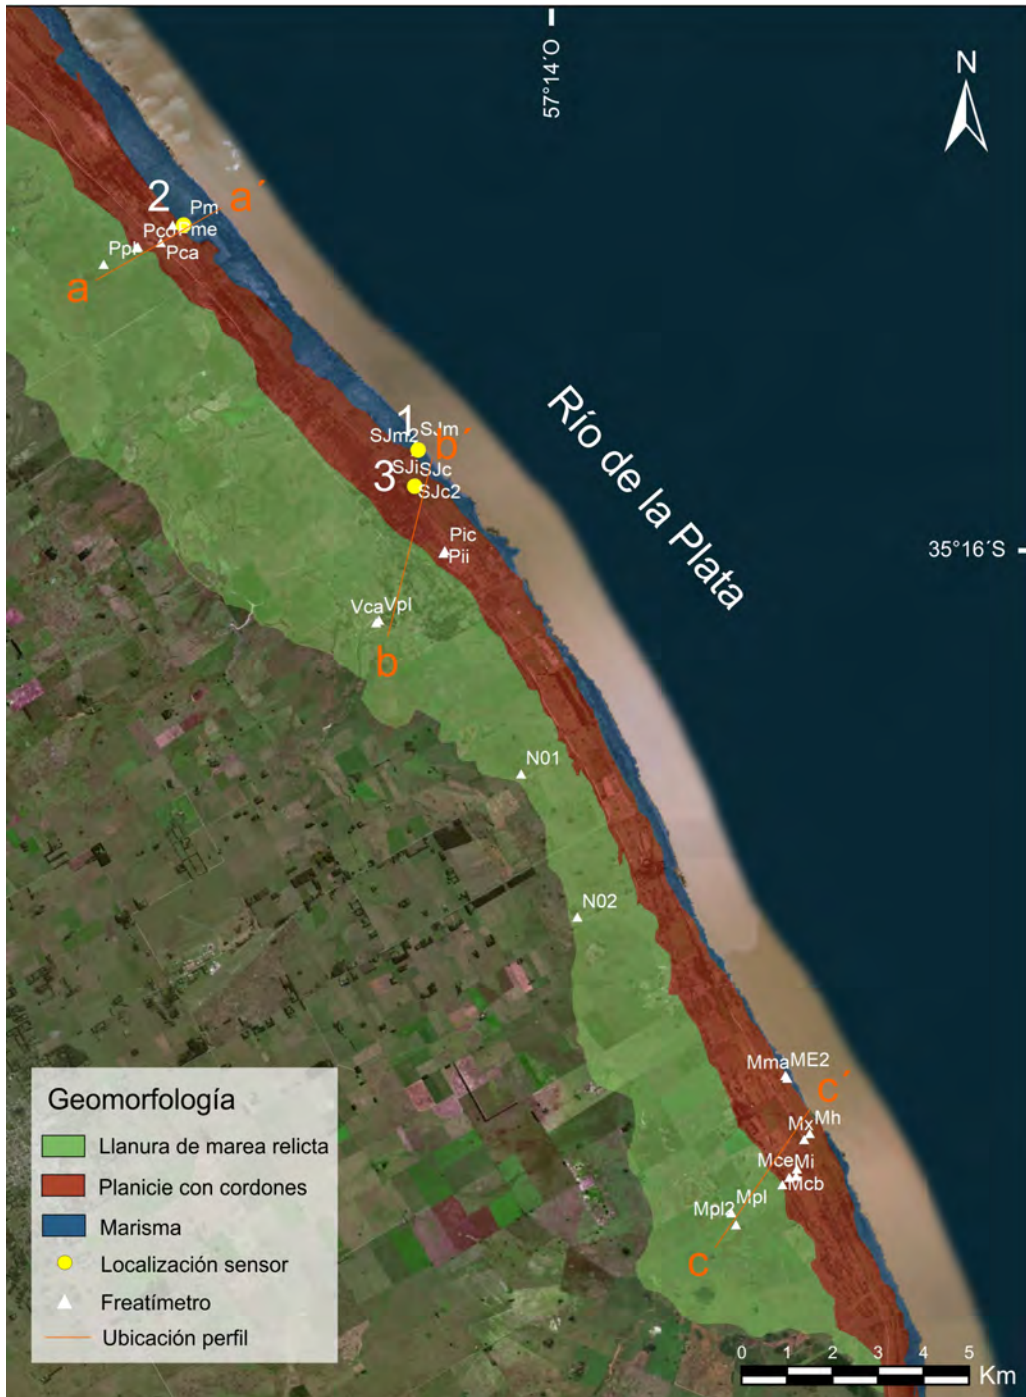 57°14´O
N
2
Pm
a´
Pco
Pme
Ppl
Pca
a
Río de la Plata
1
SJm2
SJm
b´
SJi
SJc
3
SJc2
35°16´S
Pic
Pii
Vca
Vpl
b
N01
N02
Mma
ME2
c´
Mx
Mh
Mce
Mi
Mcb
Mpl2
Mpl
c
Geomorfología
Llanura de marea relicta
Planicie con cordones
Marisma
Localización sensor
Freatímetro
Ubicación perfil
0 1 2 3 4 5
Km